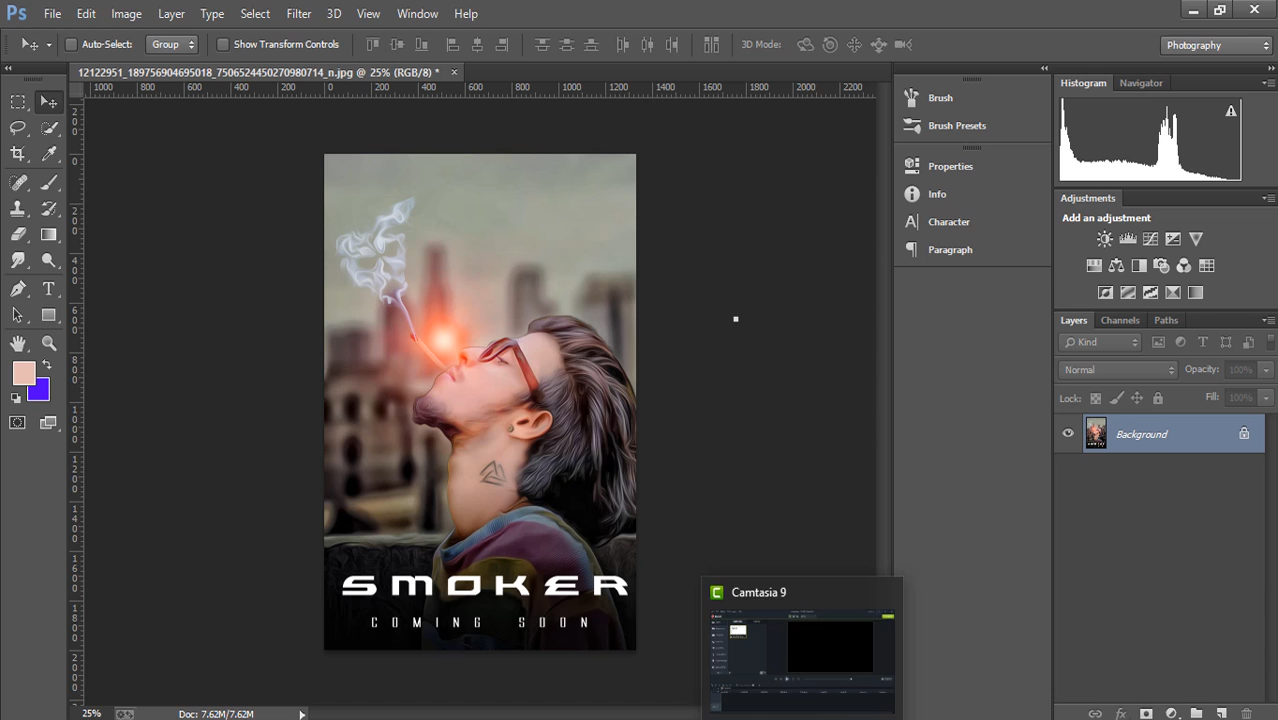 Ps File Edit Image Layer Type Select Filter 3D View Window Help
Auto-Select: Group Show Transform Controls 3D Mode: Photography
12122951_189756904695018_7506524450270980714_n.jpg @ 25% (RGB/8) * ×
1000 800 600 400 200 0 200 400 600 800 1000 1200 1400 1600 1800 2000 2200
Brush
Brush Presets
Properties
Info
Character
Paragraph
Histogram Navigator
Adjustments
Add an adjustment
Layers Channels Paths
Kind
Normal Opacity: 100%
Lock: Fill: 100%
Background
SMOKER
COMING SOON
Camtasia 9
25% Doc: 7.62M/7.62M